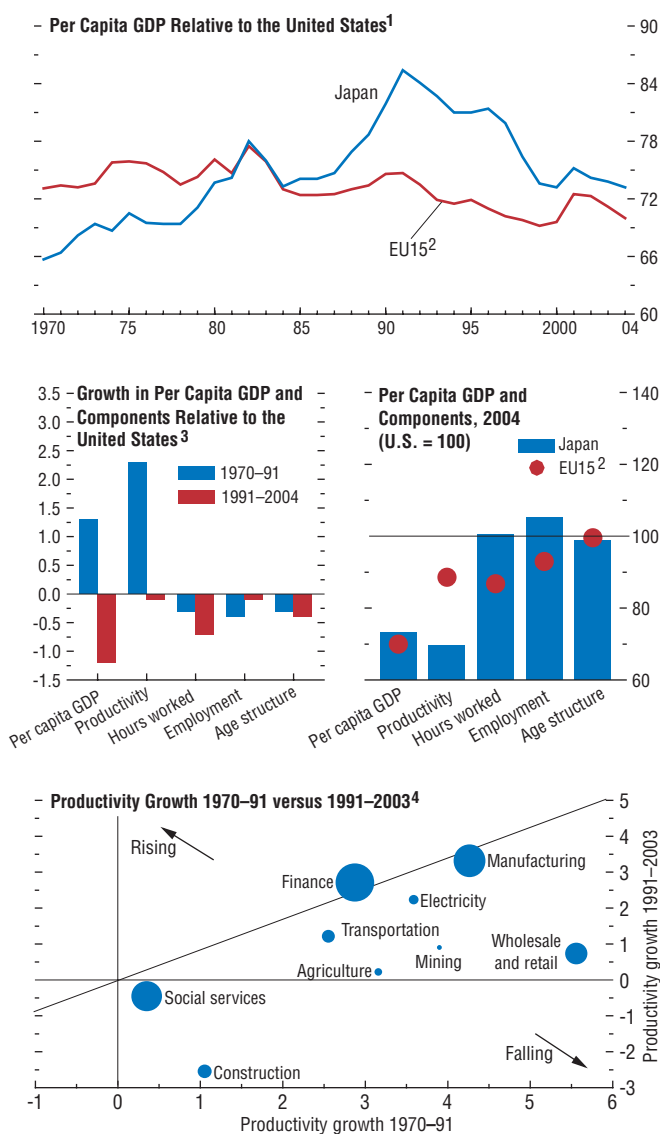 Per Capita GDP Relative to the United States¹
90
84
78
72
66
60
Japan
EU15²
1970
75
80
85
90
95
2000
04
Growth in Per Capita GDP and
Components Relative to the
United States³
1970–91
1991–2004
3.5
3.0
2.5
2.0
1.5
1.0
0.5
0.0
-0.5
-1.0
-1.5
Per capita GDP
Productivity
Hours worked
Employment
Age structure
Per Capita GDP and
Components, 2004
(U.S. = 100)
Japan
EU15²
140
120
100
80
60
Per capita GDP
Productivity
Hours worked
Employment
Age structure
Productivity Growth 1970–91 versus 1991–2003⁴
Rising
Finance
Manufacturing
Electricity
Transportation
Wholesale
and retail
Mining
Agriculture
Social services
Construction
Falling
5
4
3
2
1
0
-1
-2
-3
Productivity growth 1991–2003
-1
0
1
2
3
4
5
6
Productivity growth 1970–91